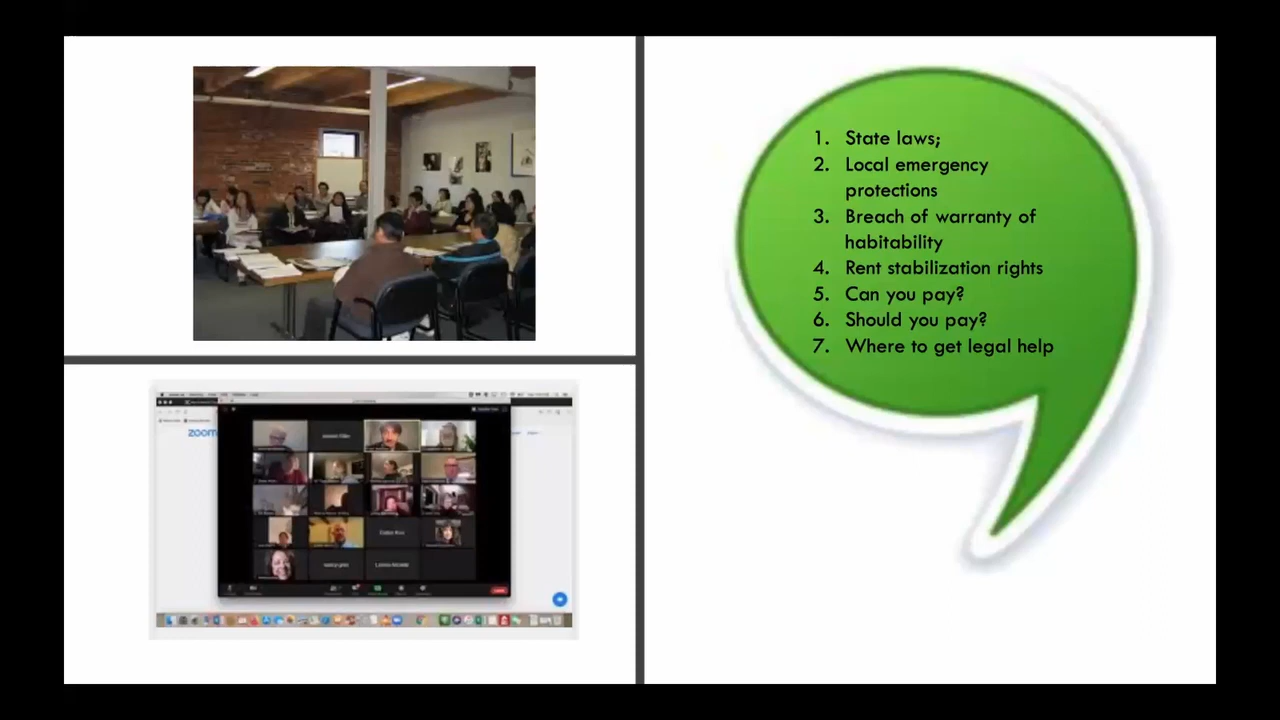 1. State laws;
2. Local emergency
protections
3. Breach of warranty of
habitability
4. Rent stabilization rights
5. Can you pay?
6. Should you pay?
7. Where to get legal help
zoom